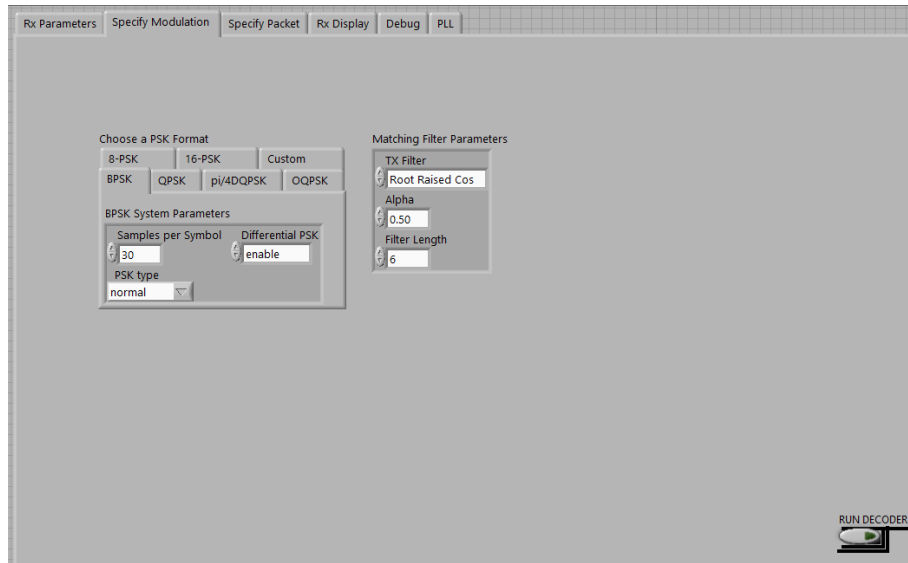 Rx Parameters Specify Modulation Specify Packet Rx Display Debug PLL
Choose a PSK Format
8-PSK 16-PSK Custom
BPSK QPSK pi/4DQPSK OQPSK
BPSK System Parameters
Samples per Symbol Differential PSK
30 enable
PSK type
normal
Matching Filter Parameters
TX Filter
Root Raised Cos
Alpha
0.50
Filter Length
6
RUN DECODER